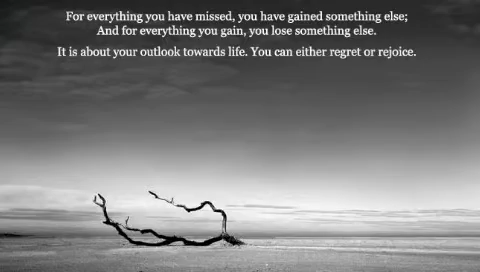 For everything you have missed, you have gained something else;
And for everything you gain, you lose something else.
It is about your outlook towards life. You can either regret or rejoice.